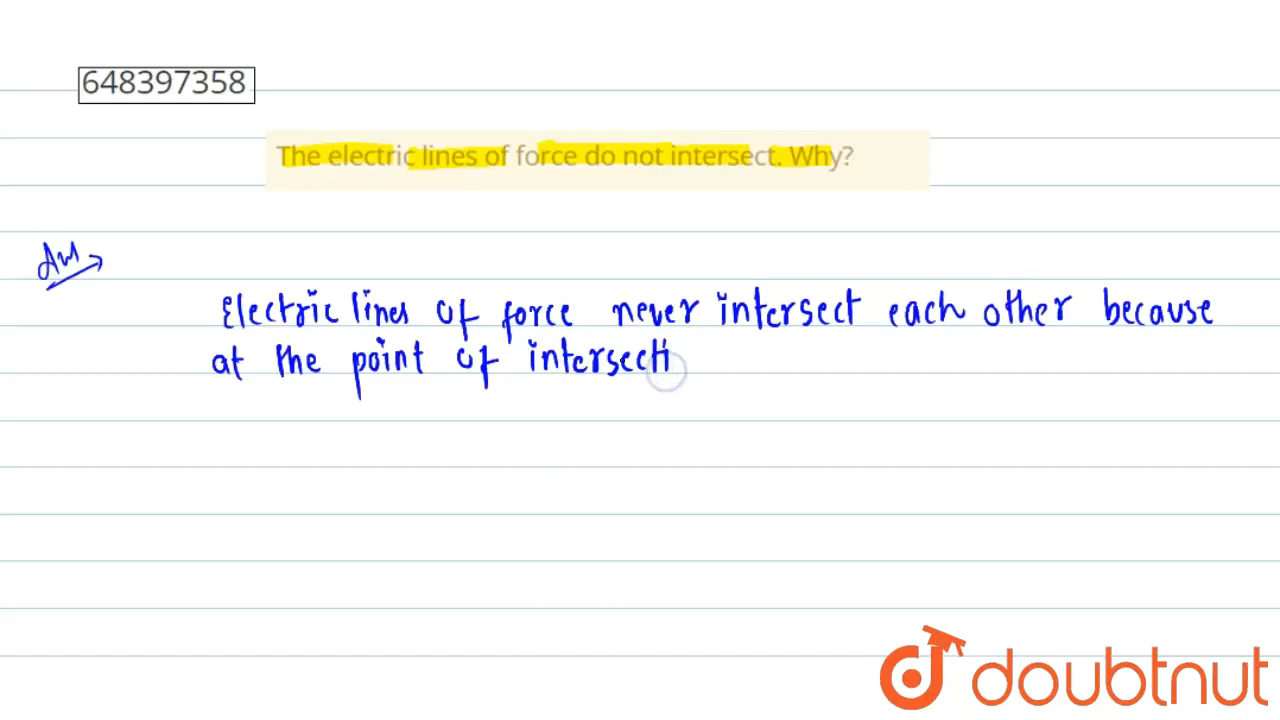 648397358
The electric lines of force do not intersect. Why?
Ans
Electric lines of force never intersect each other because
at the point of intersecti
doubtnut